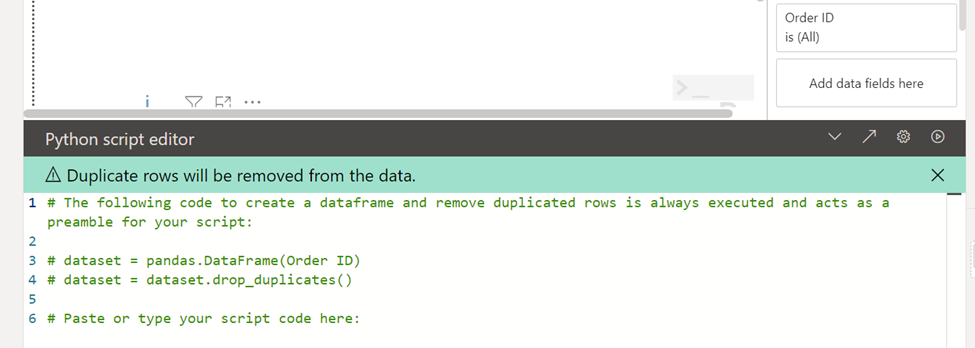 Order ID
is (All)
Add data fields here
Python script editor
Duplicate rows will be removed from the data.
1 # The following code to create a dataframe and remove duplicated rows is always executed and acts as a
preamble for your script:
2
3 # dataset = pandas.DataFrame(Order ID)
4 # dataset = dataset.drop_duplicates()
5
6 # Paste or type your script code here: